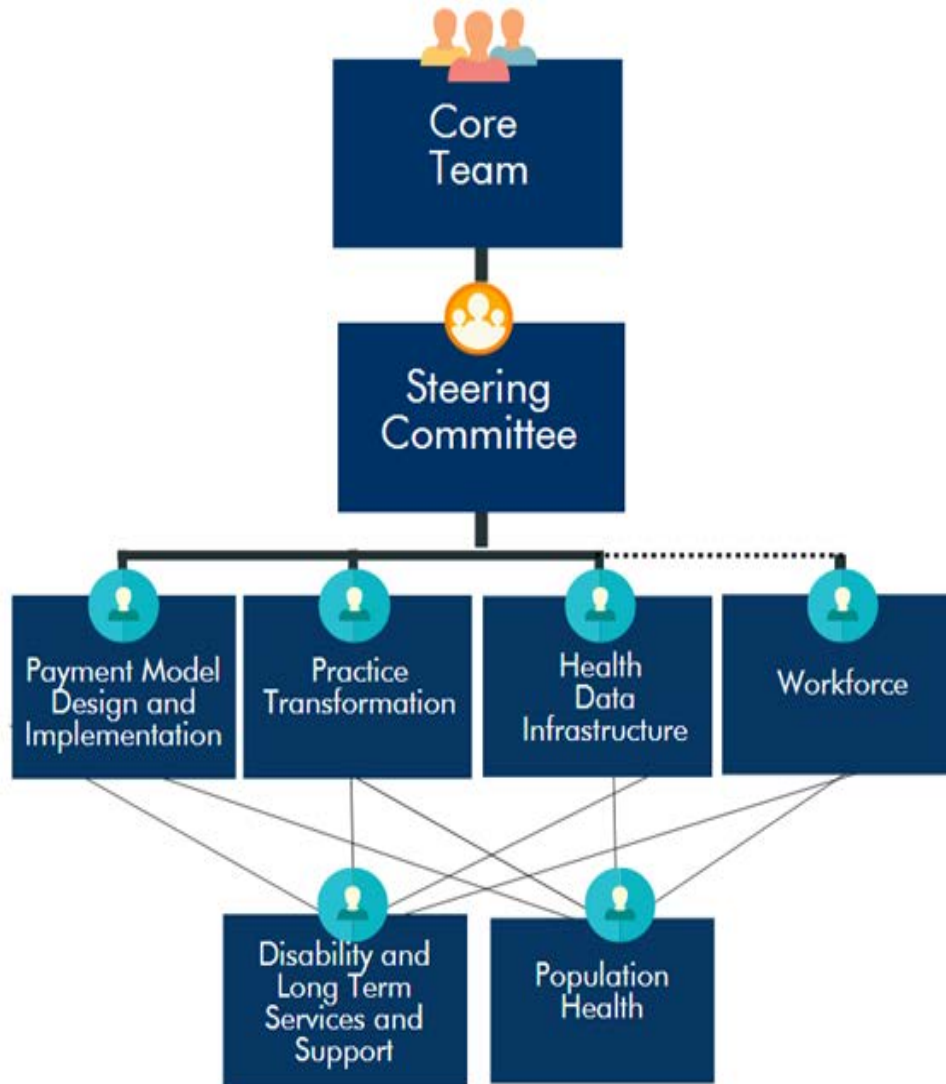 Core
Team
Steering
Committee
Payment Model
Design and
Implementation
Practice
Transformation
Health
Data
Infrastructure
Workforce
Disability and
Long Term
Services and
Support
Population
Health